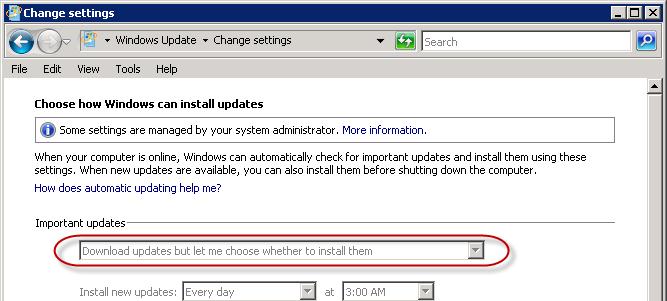 Change settings
Windows Update Change settings Search
File Edit View Tools Help
Choose how Windows can install updates
Some settings are managed by your system administrator. More information.
When your computer is online, Windows can automatically check for important updates and install them using these
settings. When new updates are available, you can also install them before shutting down the computer.
How does automatic updating help me?
Important updates
Download updates but let me choose whether to install them
Install new updates: Every day at 3:00 AM